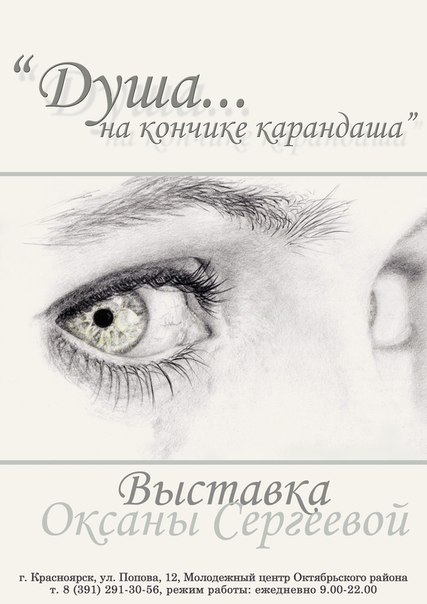 “Душа...
на кончике карандаша”
Выставка
Оксаны Сергеевой
г. Красноярск, ул. Попова, 12, Молодежный центр Октябрьского района
т. 8 (391) 291-30-56, режим работы: ежедневно 9.00-22.00